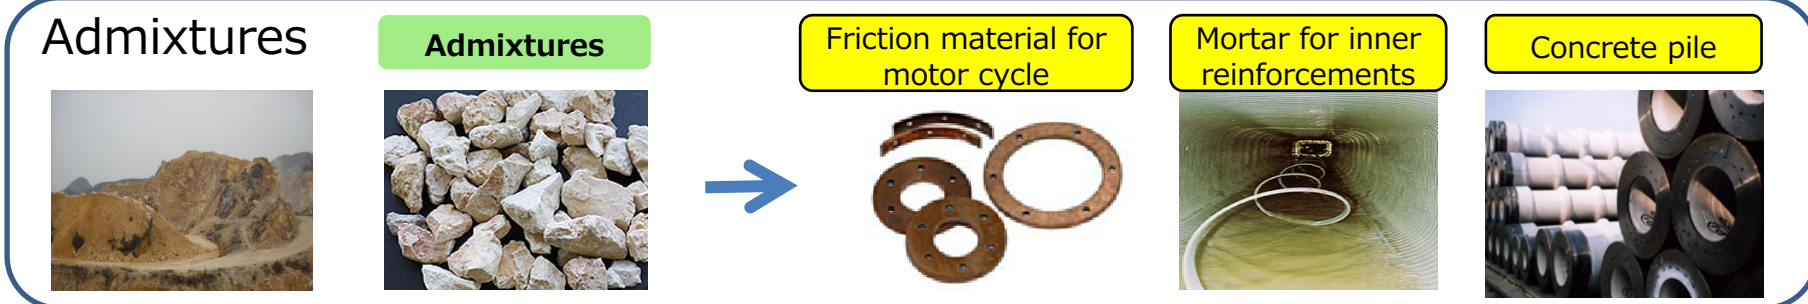 Admixtures
Admixtures
Friction material for
motor cycle
Mortar for inner
reinforcements
Concrete pile